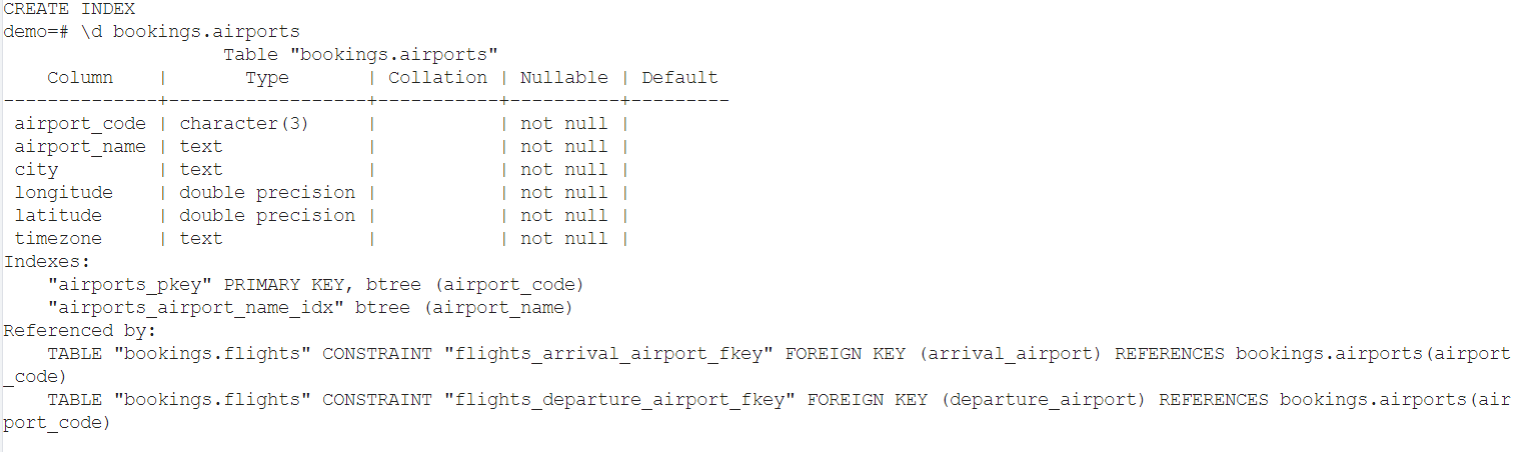 CREATE INDEX
demo=# \d bookings.airports
                    Table "bookings.airports"
    Column    |       Type       | Collation | Nullable | Default
--------------+------------------+-----------+----------+---------
 airport_code | character(3)     |           | not null |
 airport_name | text             |           | not null |
 city         | text             |           | not null |
 longitude    | double precision |           | not null |
 latitude     | double precision |           | not null |
 timezone     | text             |           | not null |
Indexes:
    "airports_pkey" PRIMARY KEY, btree (airport_code)
    "airports_airport_name_idx" btree (airport_name)
Referenced by:
    TABLE "bookings.flights" CONSTRAINT "flights_arrival_airport_fkey" FOREIGN KEY (arrival_airport) REFERENCES bookings.airports(airport
_code)
    TABLE "bookings.flights" CONSTRAINT "flights_departure_airport_fkey" FOREIGN KEY (departure_airport) REFERENCES bookings.airports(air
port_code)